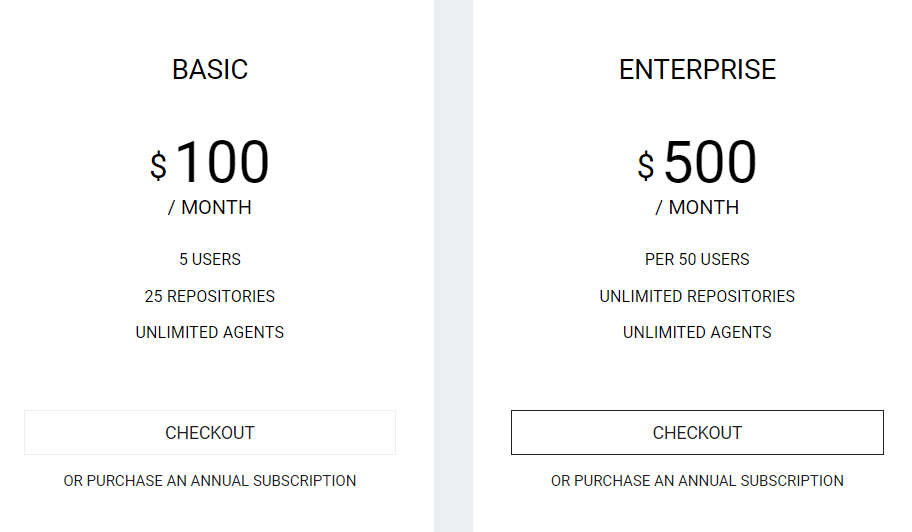 BASIC
$ 100
/ MONTH
5 USERS
25 REPOSITORIES
UNLIMITED AGENTS
CHECKOUT
OR PURCHASE AN ANNUAL SUBSCRIPTION
ENTERPRISE
$ 500
/ MONTH
PER 50 USERS
UNLIMITED REPOSITORIES
UNLIMITED AGENTS
CHECKOUT
OR PURCHASE AN ANNUAL SUBSCRIPTION